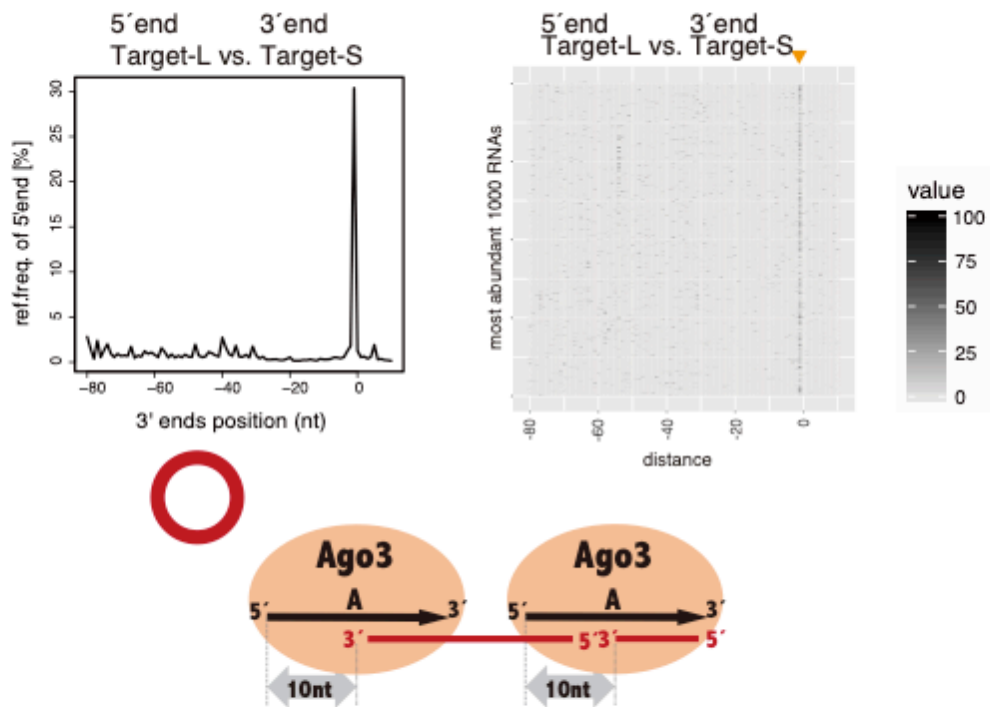 5´end 3´end
Target-L vs. Target-S
ref.freq. of 5'end [%]
30
25
20
15
10
5
0
−80 −60 −40 −20 0
3' ends position (nt)
5´end 3´end
Target-L vs. Target-S
most abundant 1000 RNAs
-80 -60 -40 -20 0
distance
value
100
75
50
25
0
Ago3 Ago3
A A
5´ 3´ 5´ 3´
3´ 5´3´ 5´
10nt 10nt